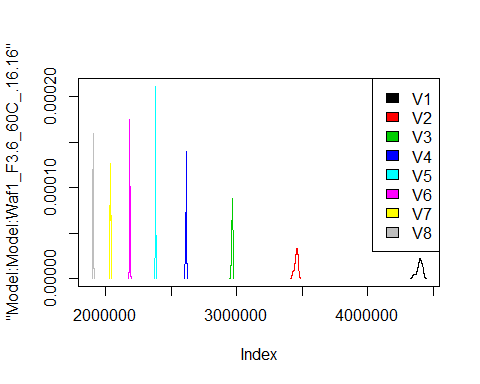 "Model:Model:Waf1_F3.6_60C_.16.16"
0.00020
0.00010
0.00000
V1
V2
V3
V4
V5
V6
V7
V8
2000000
3000000
4000000
Index